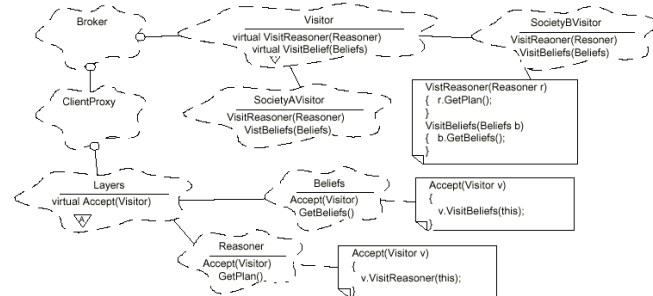 Broker
Visitor
virtual VisitReasoner(Reasoner)
virtual VisitBelief(Beliefs)
SocietyBVisitor
VisitReasoner(Resoner)
VisitBeliefs(Beliefs)
ClientProxy
SocietyAVisitor
VisitReasoner(Reasoner)
VistBeliefs(Beliefs)
VistReasoner(Reasoner r)
{ r.GetPlan();
}
VisitBeliefs(Beliefs b)
{ b.GetBeliefs();
}
Layers
virtual Accept(Visitor)
A
Beliefs
Accept(Visitor)
GetBeliefs()
Accept(Visitor v)
{
v.VisitBeliefs(this);
}
Reasoner
Accept(Visitor)
GetPlan()
Accept(Visitor v)
{
v.VisitReasoner(this);
}